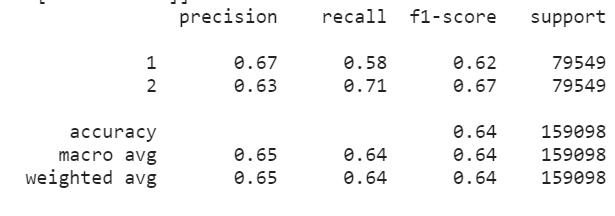 precision recall f1-score support
1 0.67 0.58 0.62 79549
2 0.63 0.71 0.67 79549
accuracy 0.64 159098
macro avg 0.65 0.64 0.64 159098
weighted avg 0.65 0.64 0.64 159098